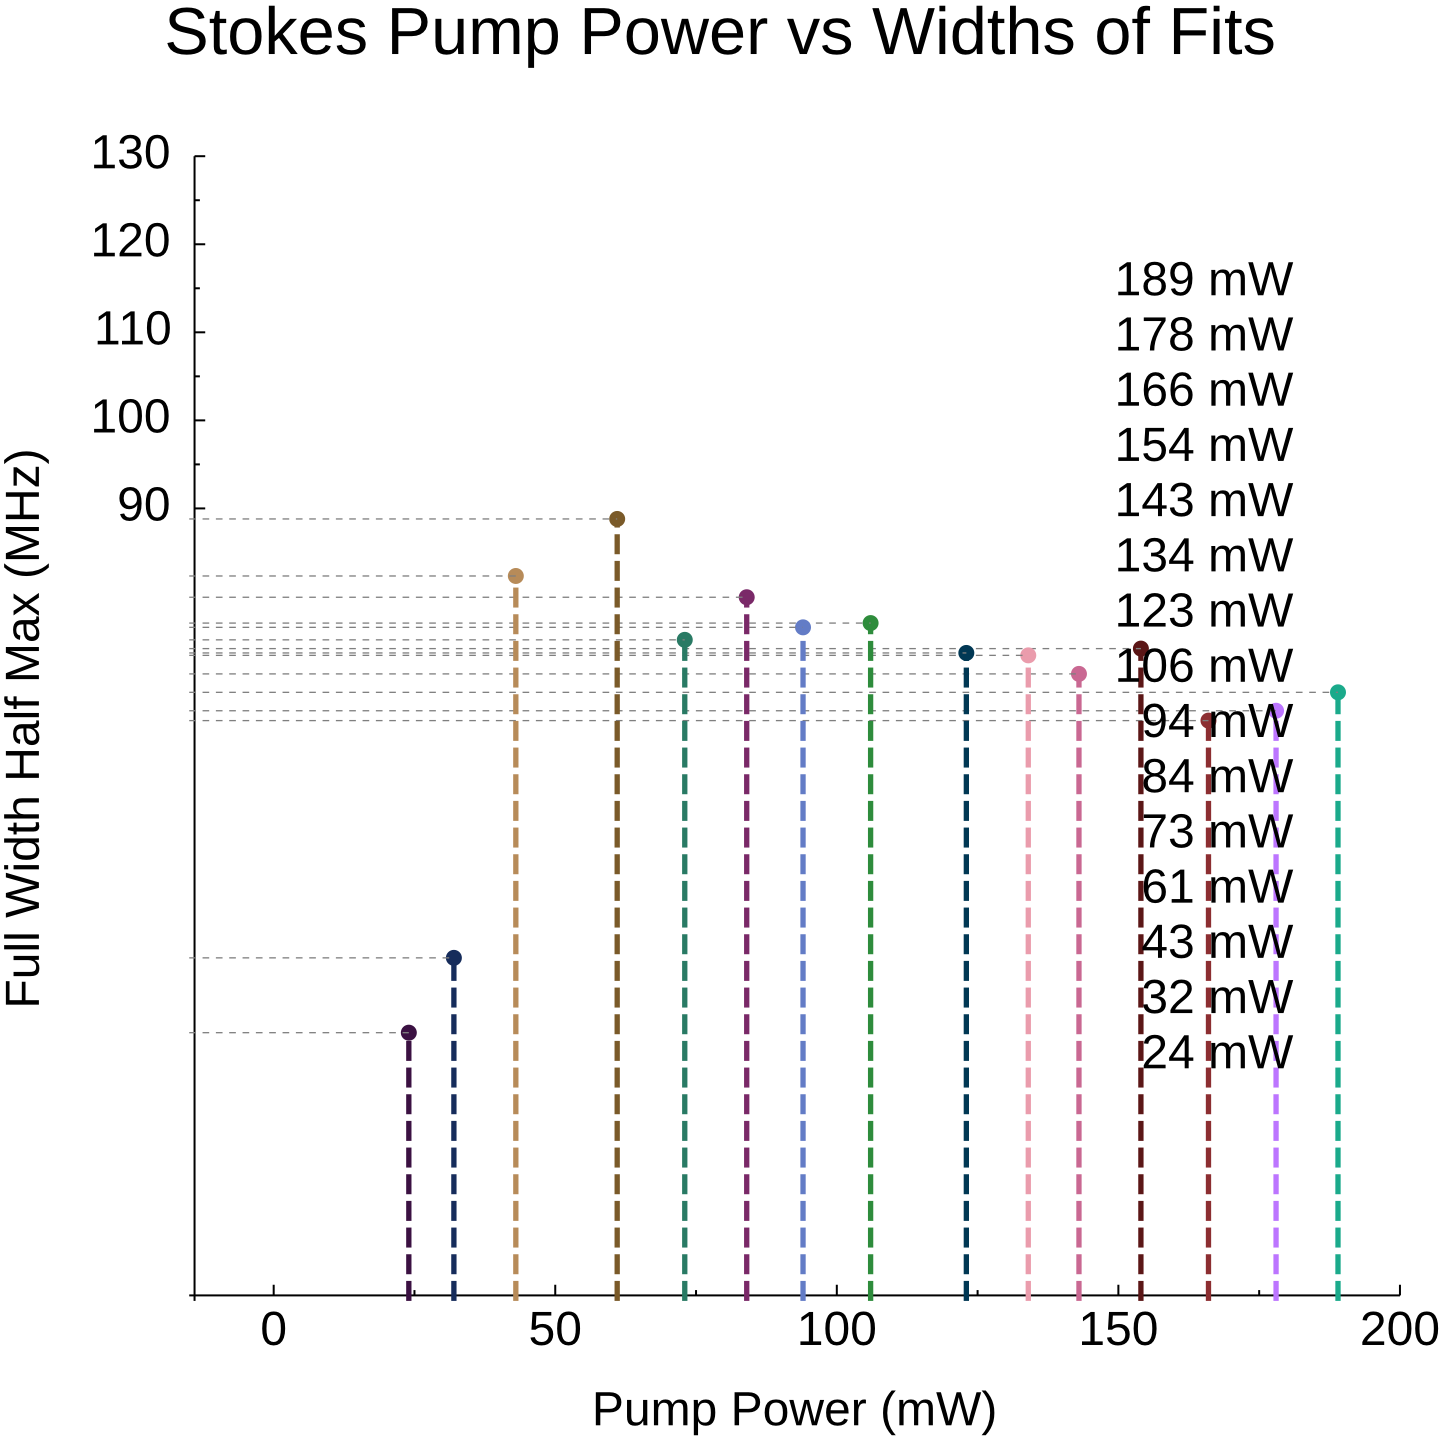 Stokes Pump Power vs Widths of Fits
130
120
110
100
90
Full Width Half Max (MHz)
189 mW
178 mW
166 mW
154 mW
143 mW
134 mW
123 mW
106 mW
94 mW
84 mW
73 mW
61 mW
43 mW
32 mW
24 mW
0 50 100 150 200
Pump Power (mW)